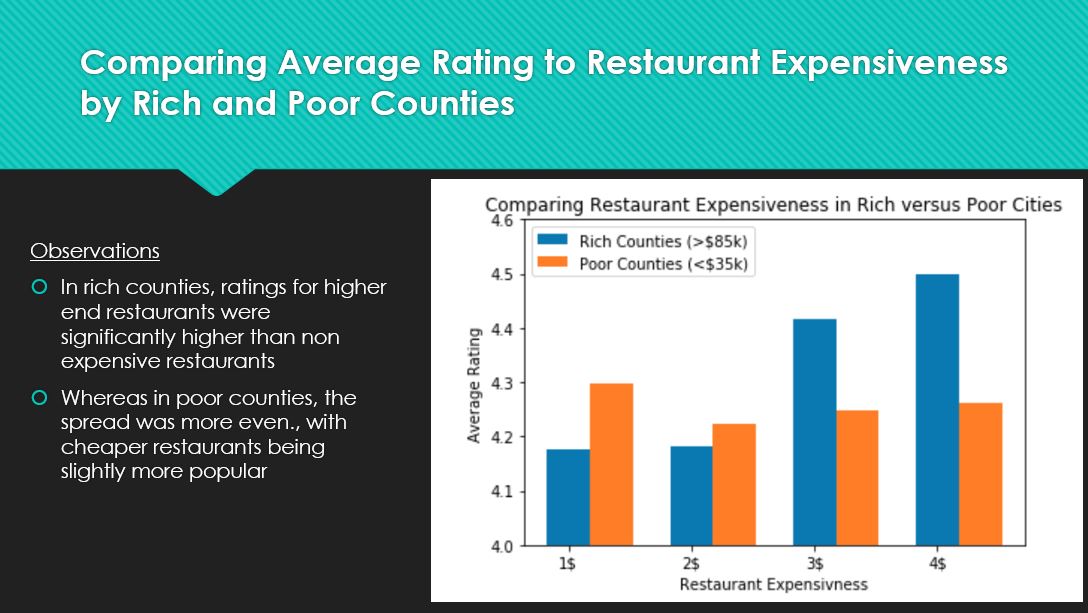 Comparing Average Rating to Restaurant Expensiveness
by Rich and Poor Counties
Observations
In rich counties, ratings for higher
end restaurants were
significantly higher than non
expensive restaurants
Whereas in poor counties, the
spread was more even., with
cheaper restaurants being
slightly more popular
Comparing Restaurant Expensiveness in Rich versus Poor Cities
Rich Counties (>$85k)
Poor Counties (<$35k)
Average Rating
4.6
4.5
4.4
4.3
4.2
4.1
4.0
1$ 2$ 3$ 4$
Restaurant Expensivness